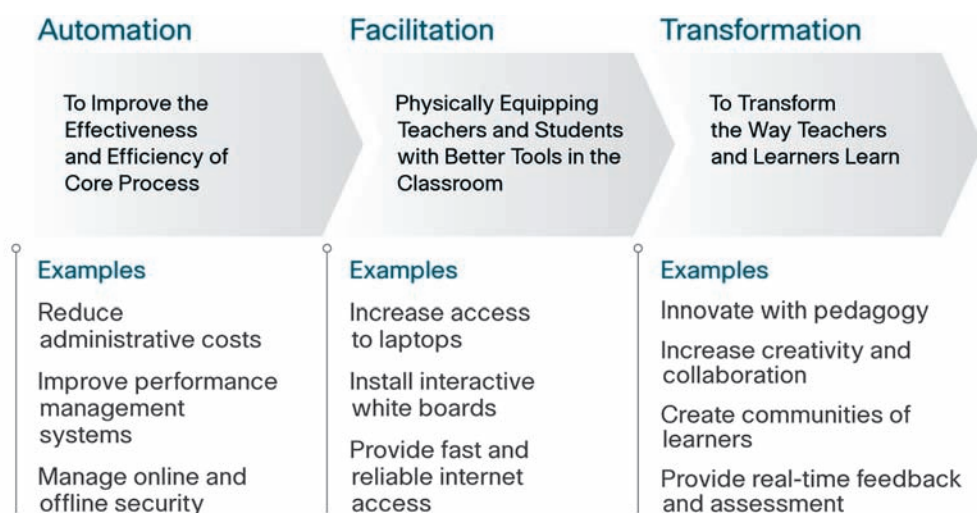 Automation
To Improve the
Effectiveness
and Efficiency of
Core Process
Examples
Reduce
administrative costs
Improve performance
management
systems
Manage online and
offline security
Facilitation
Physically Equipping
Teachers and Students
with Better Tools in the
Classroom
Examples
Increase access
to laptops
Install interactive
white boards
Provide fast and
reliable internet
access
Transformation
To Transform
the Way Teachers
and Learners Learn
Examples
Innovate with pedagogy
Increase creativity and
collaboration
Create communities of
learners
Provide real-time feedback
and assessment